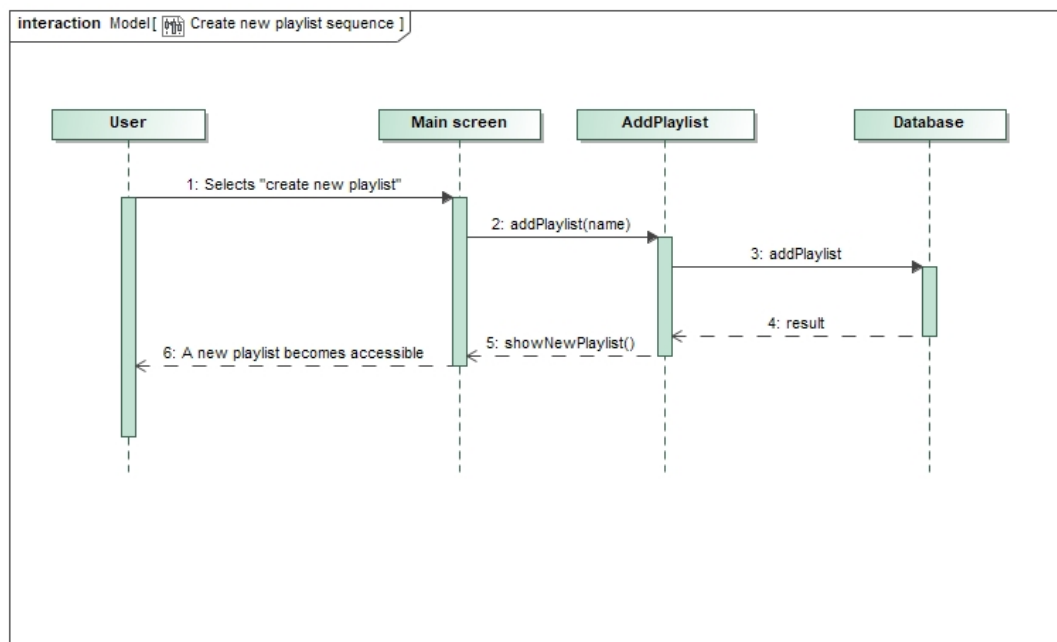 interaction Model[ Create new playlist sequence ]
User
Main screen
AddPlaylist
Database
1: Selects "create new playlist"
2: addPlaylist(name)
3: addPlaylist
4: result
5: showNewPlaylist()
6: A new playlist becomes accessible